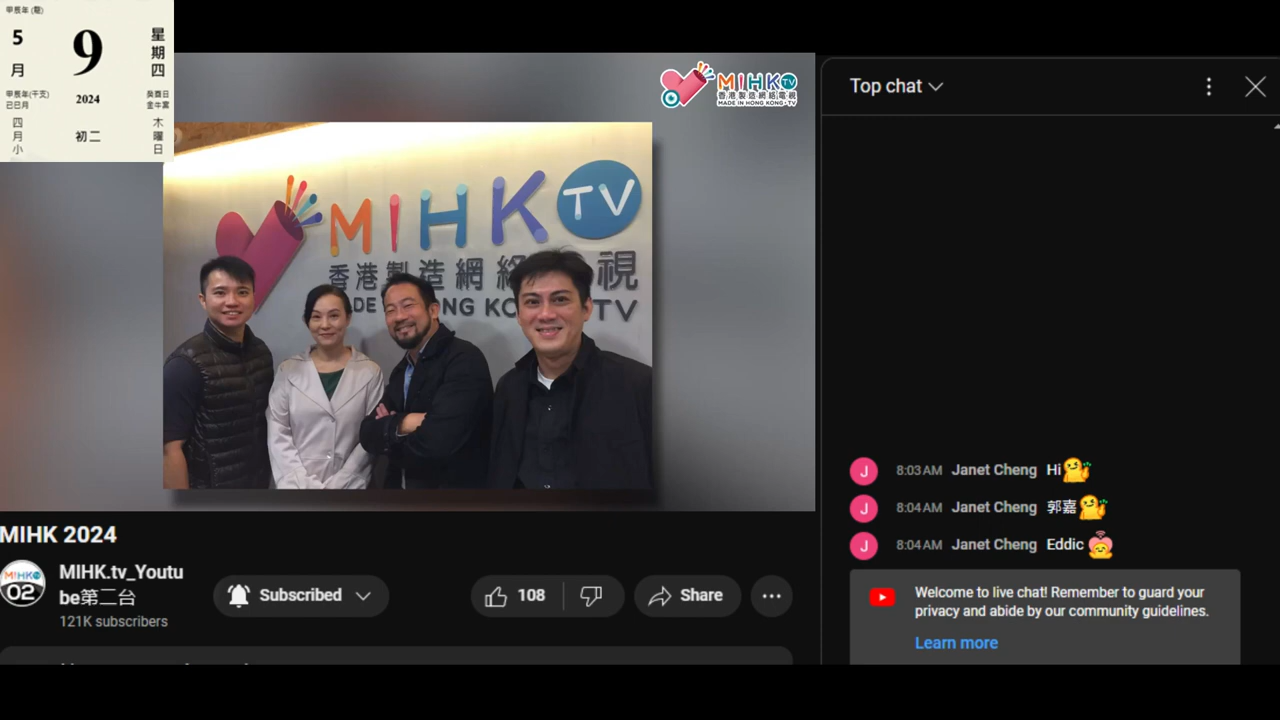 甲辰年 (龍)
5
月
9
星
期
四
甲辰年(干支)
己巳月
2024
癸酉日
金牛宮
四
月
小
初二
木
曜
日
MIHK TV
香港製造網絡電視
MADE IN HONG KONG•TV
MIHK TV
香港製造網絡 視
MADE HONG KO TV
MIHK 2024
MIHK.tv_Youtu
be第二台
121K subscribers
MIHK
02
Subscribed
108
Share
Top chat
J 8:03 AM Janet Cheng Hi
J 8:04 AM Janet Cheng 郭嘉
J 8:04 AM Janet Cheng Eddic
Welcome to live chat! Remember to guard your
privacy and abide by our community guidelines.
Learn more